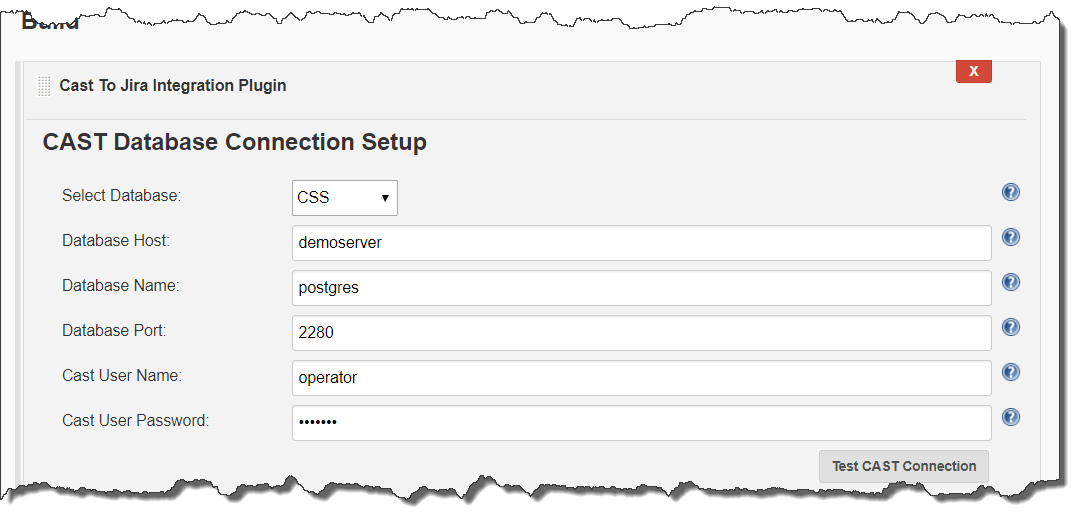 Cast To Jira Integration Plugin
X
CAST Database Connection Setup
Select Database: CSS
Database Host: demoserver
Database Name: postgres
Database Port: 2280
Cast User Name: operator
Cast User Password: •••••••
Test CAST Connection